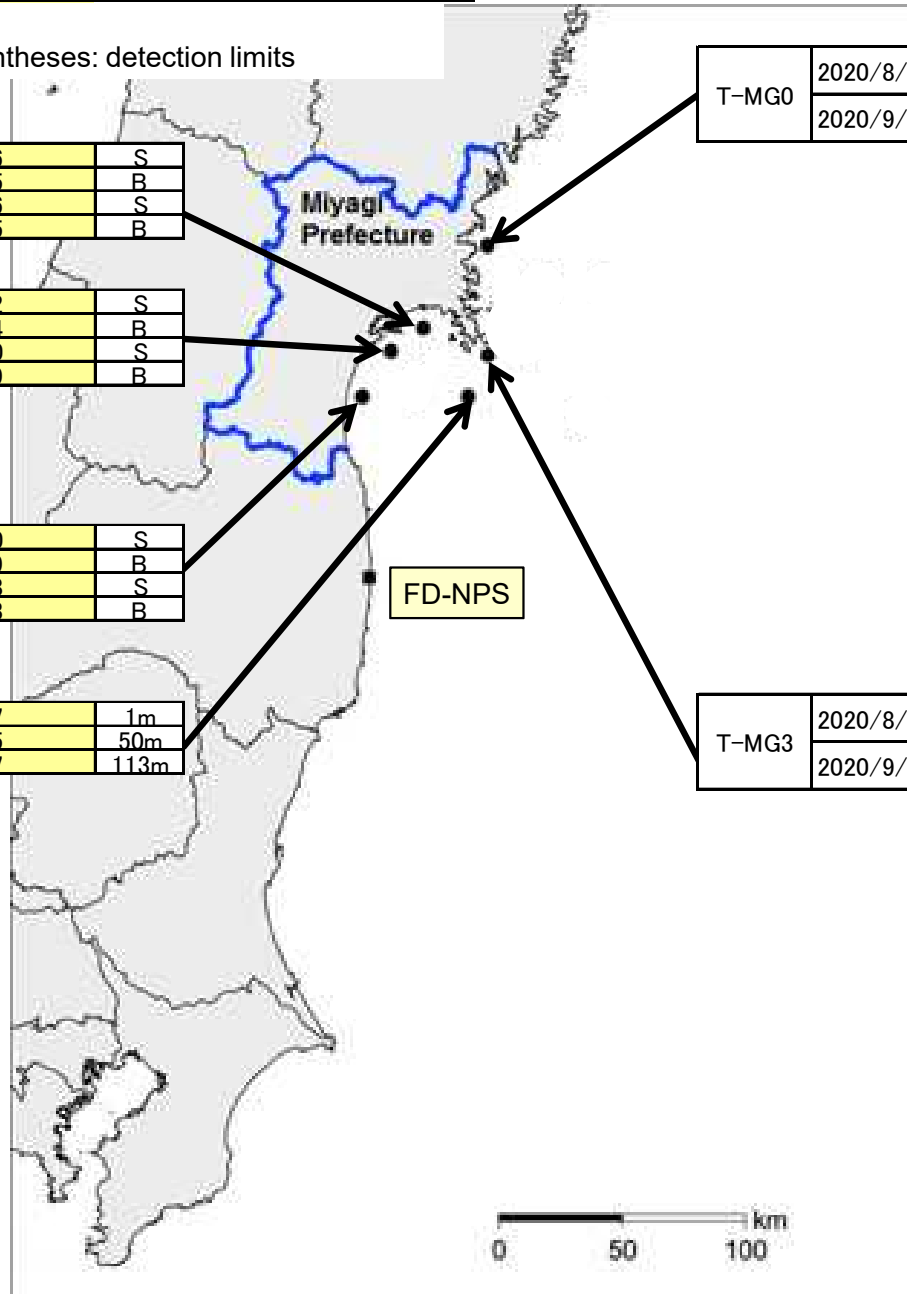 ntheses: detection limits
T-MG0
2020/8/
2020/9/
S
B
S
B
Miyagi
Prefecture
S
B
S
B
S
B
S
B
FD-NPS
1m
50m
113m
T-MG3
2020/8/
2020/9/
km
0 50 100